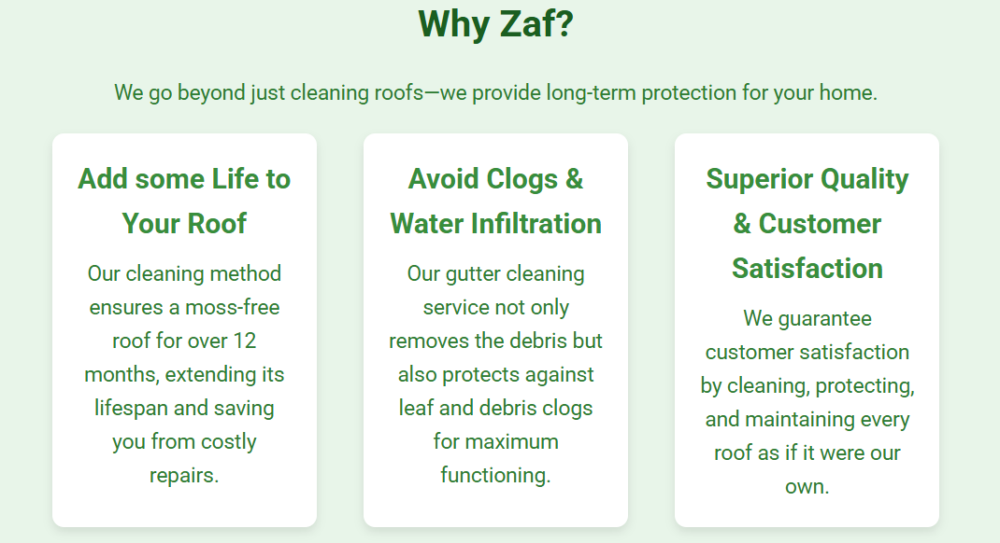 Why Zaf?
We go beyond just cleaning roofs—we provide long-term protection for your home.
Add some Life to
Your Roof
Our cleaning method
ensures a moss-free
roof for over 12
months, extending its
lifespan and saving
you from costly
repairs.
Avoid Clogs &
Water Infiltration
Our gutter cleaning
service not only
removes the debris but
also protects against
leaf and debris clogs
for maximum
functioning.
Superior Quality
& Customer
Satisfaction
We guarantee
customer satisfaction
by cleaning, protecting,
and maintaining every
roof as if it were our
own.